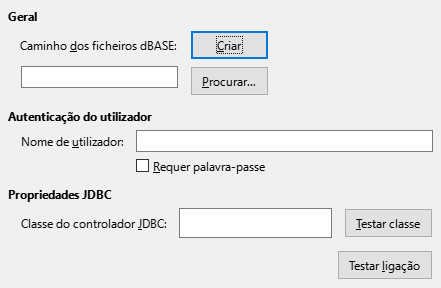 Geral
Caminho dos ficheiros dBASE: Criar
Procurar...
Autenticação do utilizador
Nome de utilizador:
Requer palavra-passe
Propriedades JDBC
Classe do controlador JDBC: Testar classe
Testar ligação